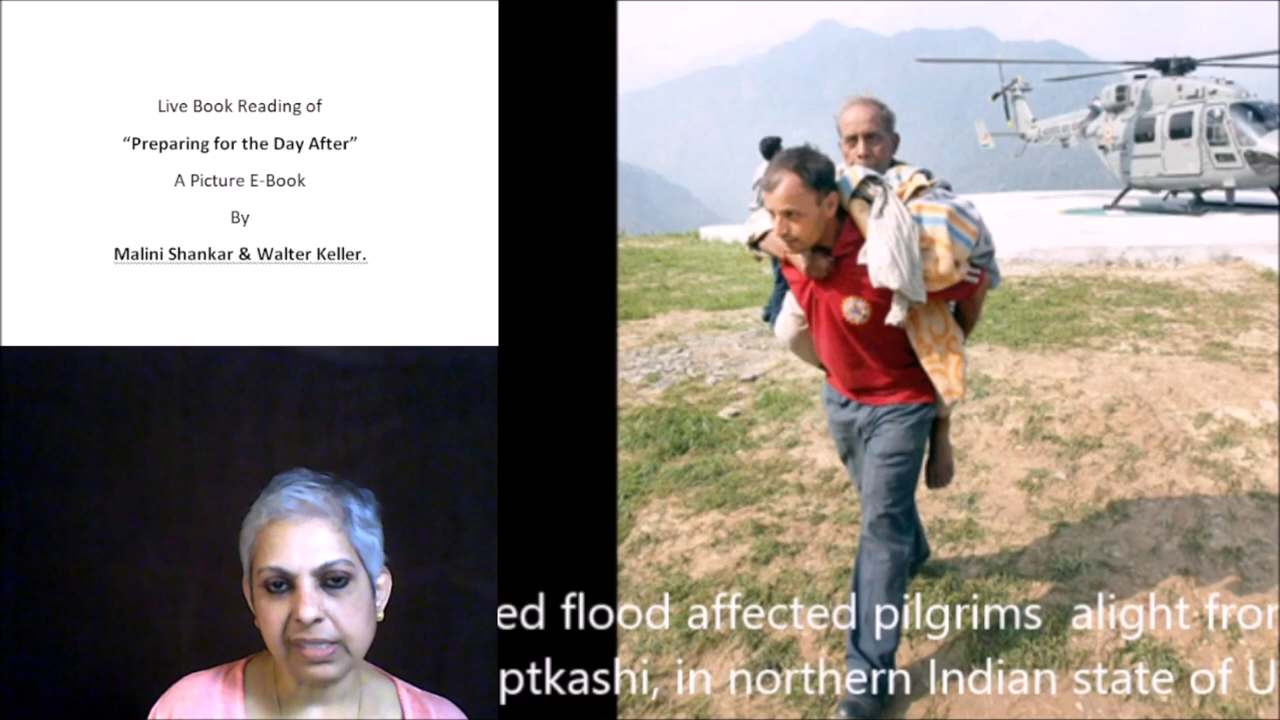 Live Book Reading of
“Preparing for the Day After”
A Picture E-Book
By
Malini Shankar & Walter Keller.
ed flood affected pilgrims alight fror
ptkashi, in northern Indian state of U